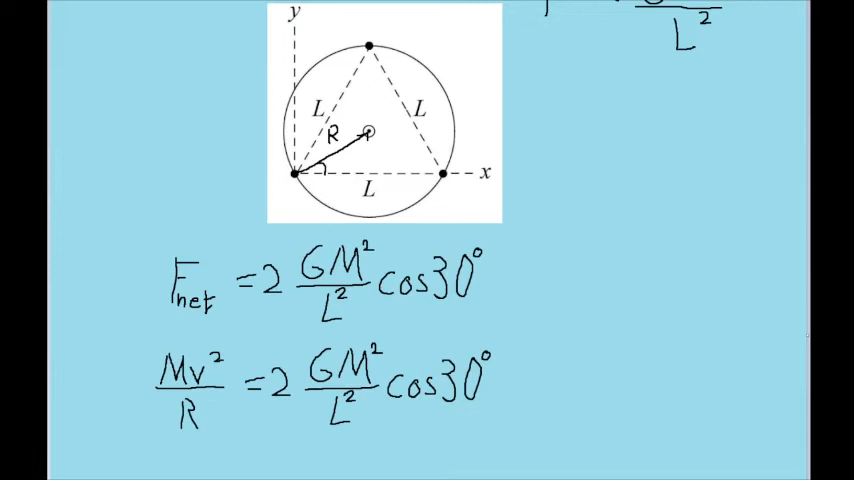 L²
y
L L
R
x
L
F_net = 2 GM²/L² cos30°
Mv²/R = 2 GM²/L² cos30°